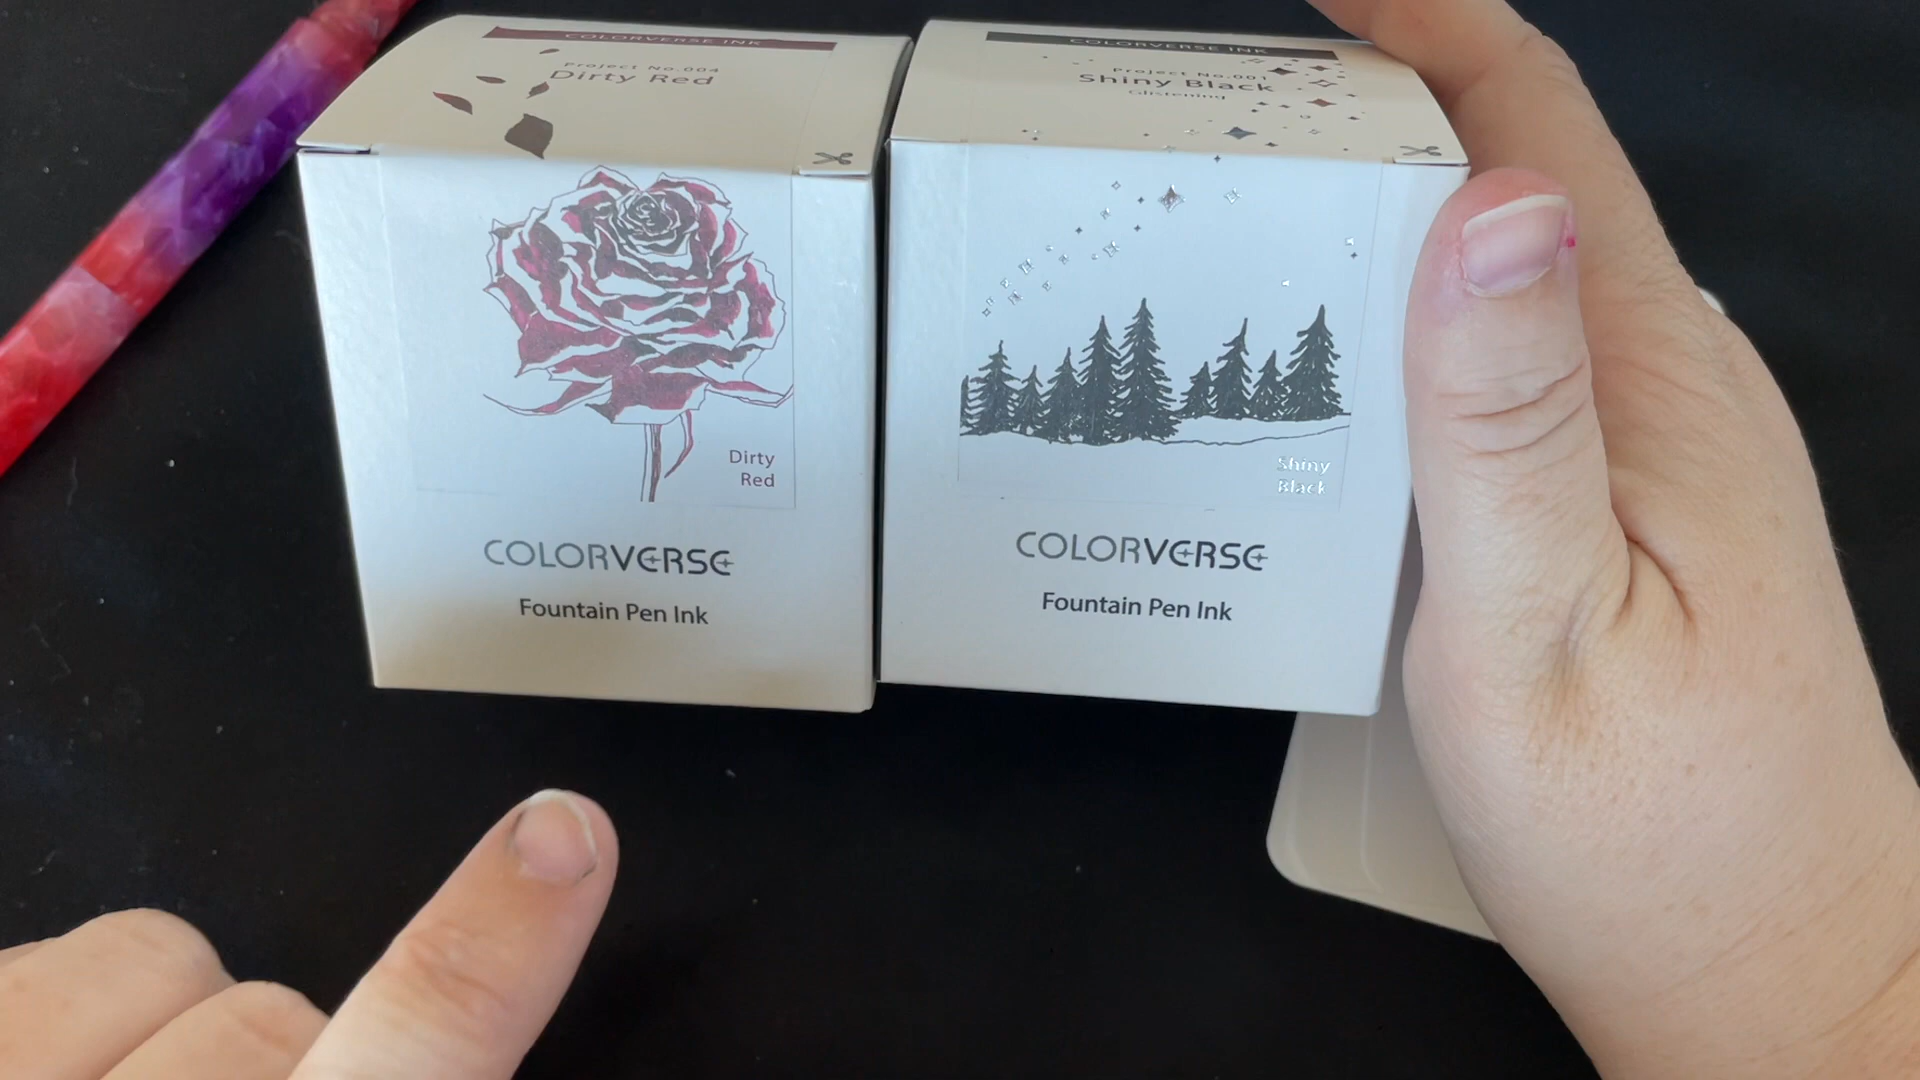 COLORVERSE INK
Project No.004
Dirty Red
Dirty
Red
COLORVERSE
Fountain Pen Ink
COLORVERSE INK
Project No.001
Shiny Black
Glistening
Shiny
Black
COLORVERSE
Fountain Pen Ink